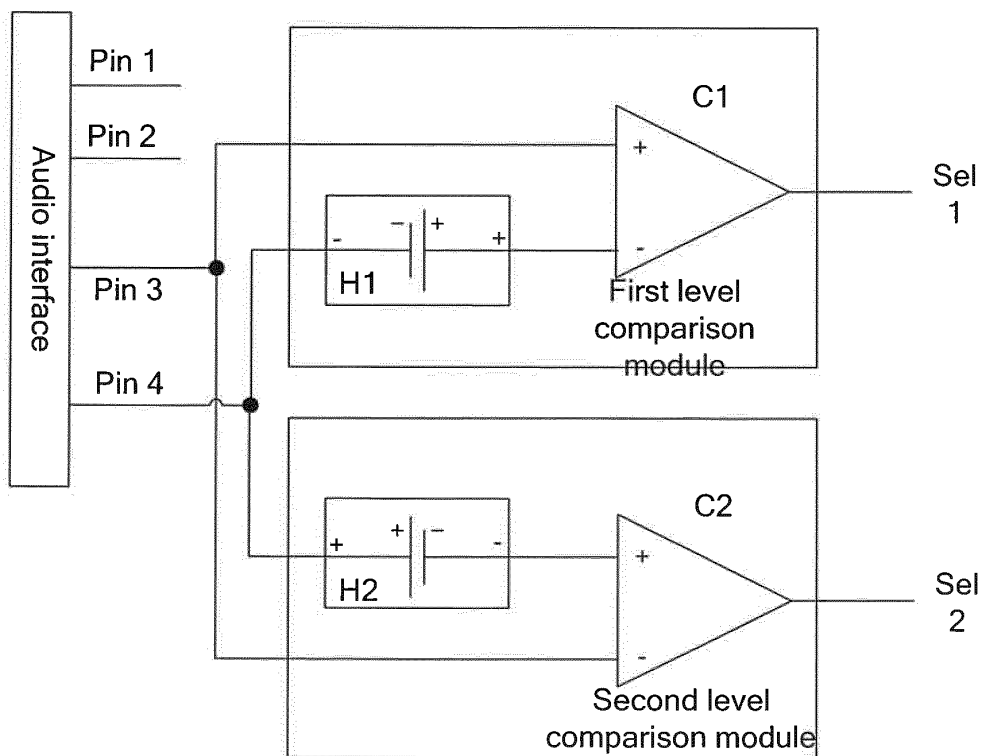 Audio interface
Pin 1
Pin 2
Pin 3
Pin 4
C1
+
-
− +
- +
H1
First level
comparison
module
Sel
1
C2
+ −
+ -
H2
+
-
Second level
comparison module
Sel
2